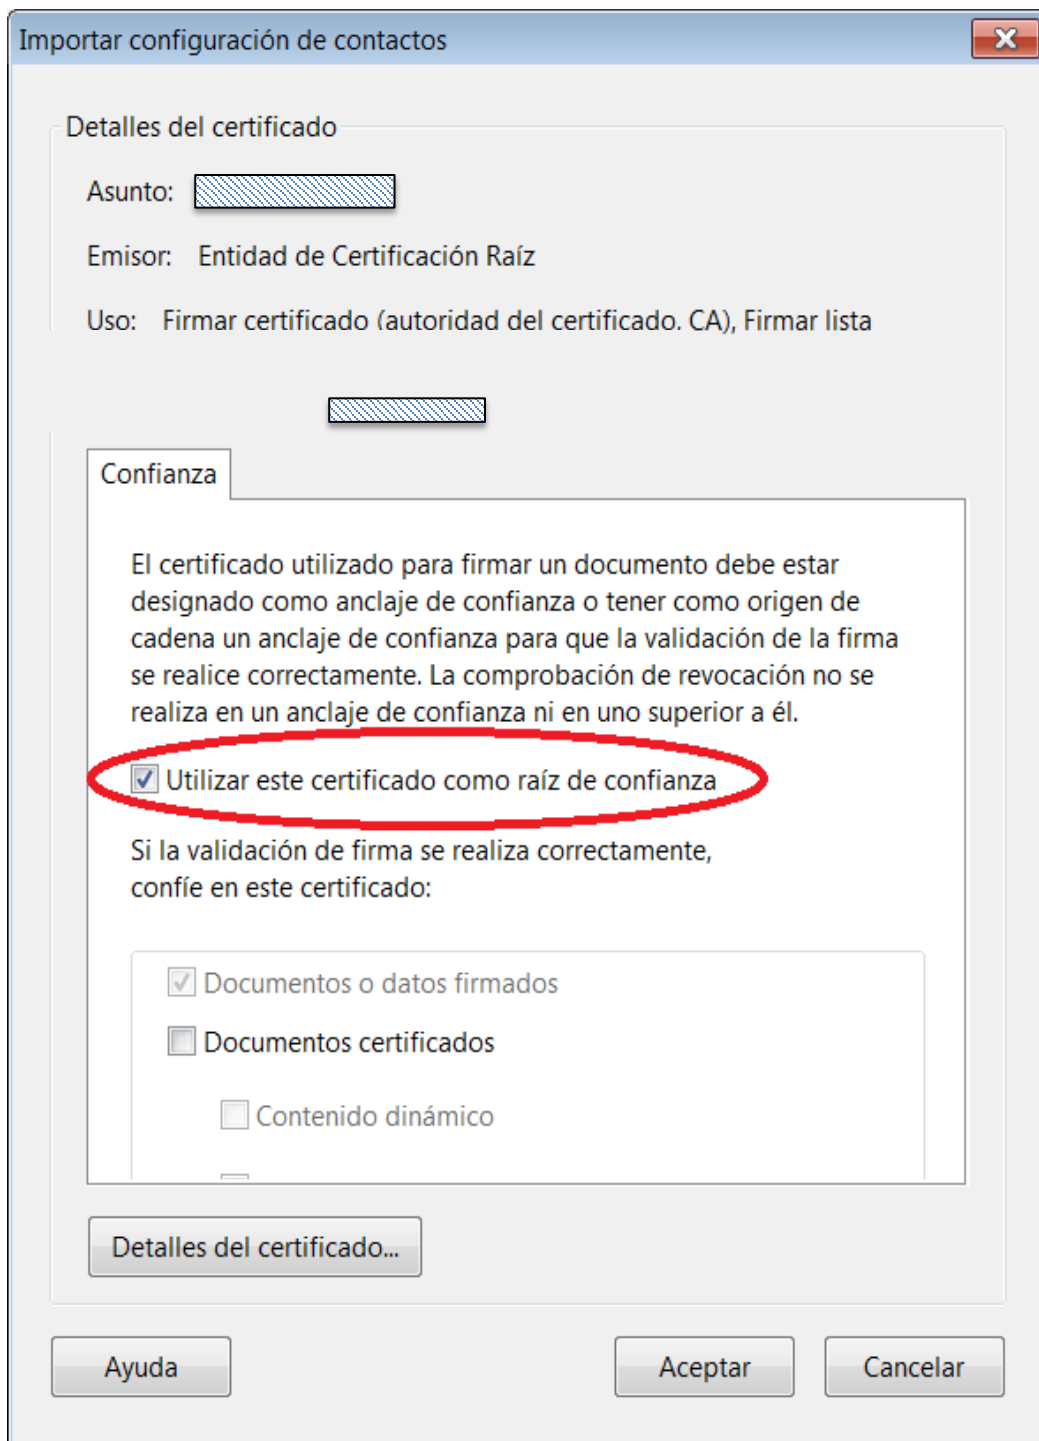 Importar configuración de contactos
Detalles del certificado
Asunto:
Emisor: Entidad de Certificación Raíz
Uso: Firmar certificado (autoridad del certificado. CA), Firmar lista
Confianza
El certificado utilizado para firmar un documento debe estar
designado como anclaje de confianza o tener como origen de
cadena un anclaje de confianza para que la validación de la firma
se realice correctamente. La comprobación de revocación no se
realiza en un anclaje de confianza ni en uno superior a él.
Utilizar este certificado como raíz de confianza
Si la validación de firma se realiza correctamente,
confíe en este certificado:
Documentos o datos firmados
Documentos certificados
Contenido dinámico
Detalles del certificado...
Ayuda
Aceptar
Cancelar